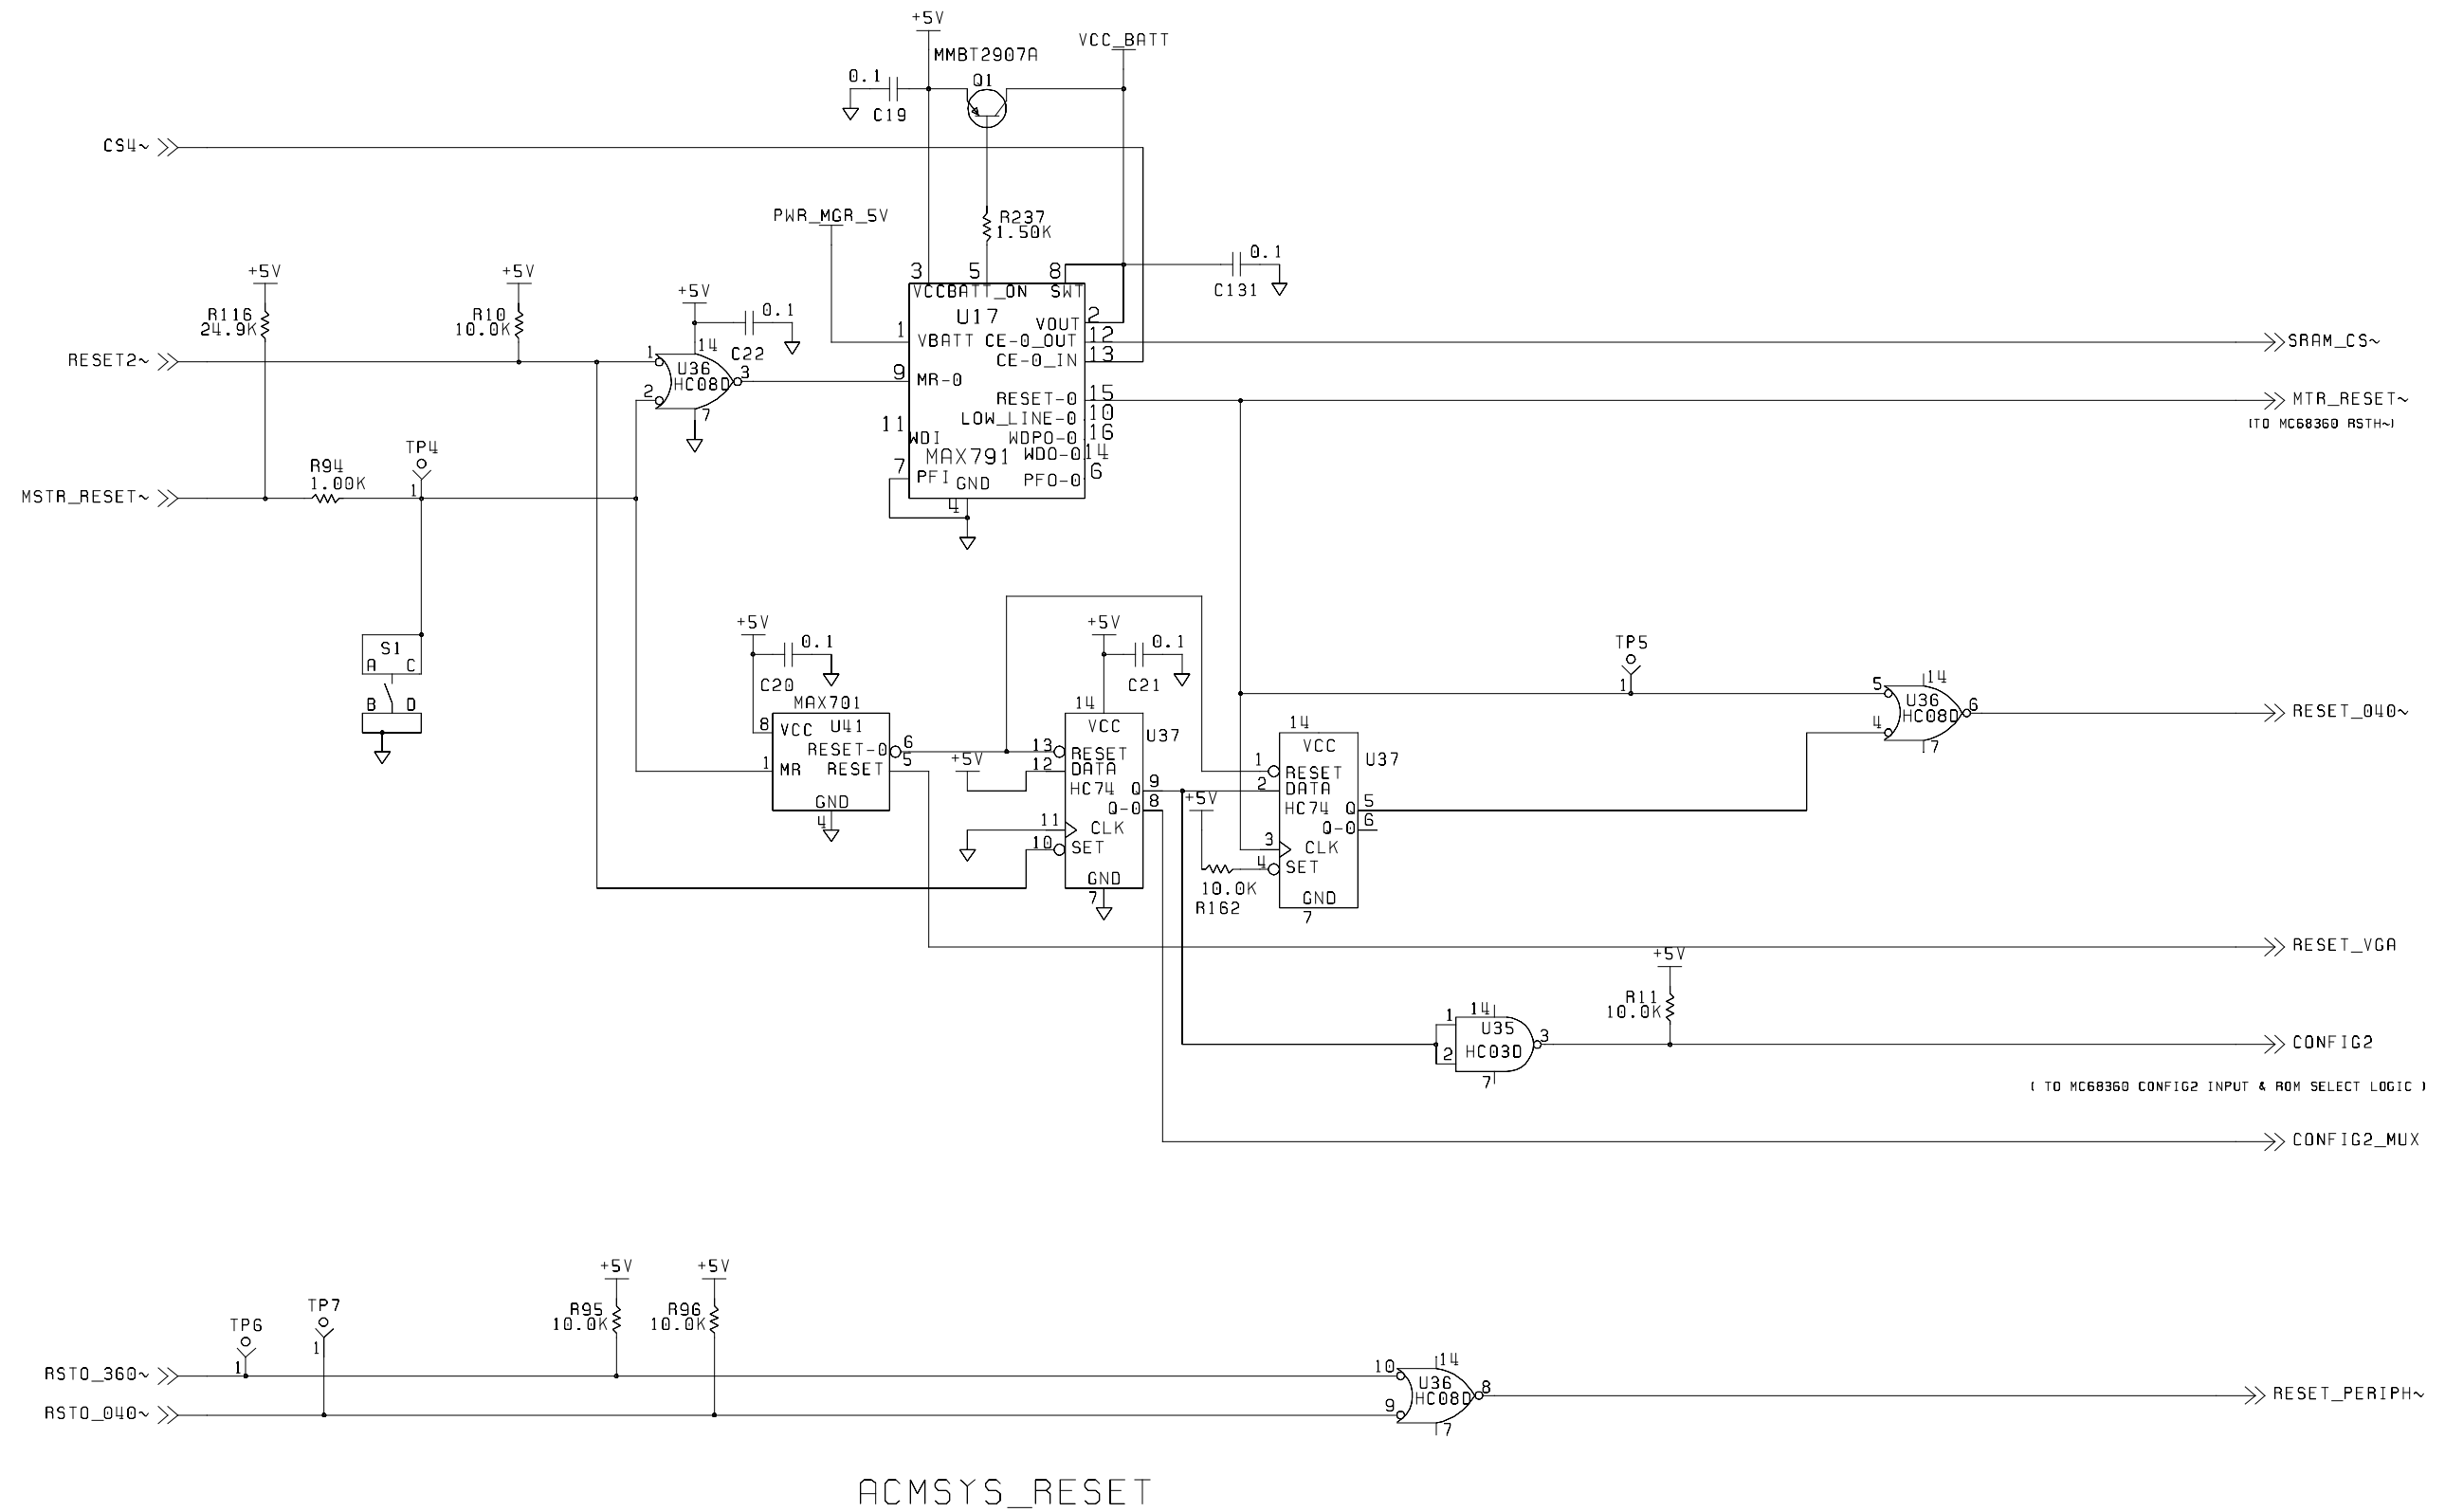 +5V
MMBT2907A
VCC_BATT
0.1
Q1
C19
CS4~
PWR_MGR_5V
R237
1.50K
0.1
C131
+5V
+5V
+5V
R116
24.9K
R10
10.0K
0.1
C22
3 5 8
VCC BATT_ON SWT
U17
1 VBATT
VOUT 2
CE-0_OUT 12
CE-0_IN 13
SRAM_CS~
RESET2~
1
14
U36
HC08D
3
2
7
9 MR-0
RESET-0 15
MTR_RESET~
(TO MC68360 RSTH~)
LOW_LINE-0 10
11
WDI
WDPO-0 16
MAX791
WDO-0 14
7 PFI
GND
PFO-0 6
4
TP4
R94
1.00K
MSTR_RESET~
1
S1
A C
B D
+5V
0.1
C20
MAX701
8 VCC
U41
RESET-0 6
1 MR
RESET 5
GND
4
+5V
0.1
C21
14
VCC
U37
13 RESET
+5V
12 DATA
HC74
Q 9
Q-0 8
11 CLK
10 SET
GND
7
14
VCC
U37
1 RESET
2 DATA
+5V
HC74
Q 5
Q-0 6
3 CLK
4 SET
10.0K
R162
GND
7
TP5
1
5
14
U36
HC08D
6
4
7
RESET_040~
RESET_VGA
+5V
R11
10.0K
1
14
U35
HC03D
3
2
7
CONFIG2
( TO MC68360 CONFIG2 INPUT & ROM SELECT LOGIC )
CONFIG2_MUX
+5V
+5V
TP6
TP7
R95
10.0K
R96
10.0K
1
1
RSTO_360~
10
14
U36
HC08D
8
RESET_PERIPH~
RSTO_040~
9
7
ACMSYS_RESET